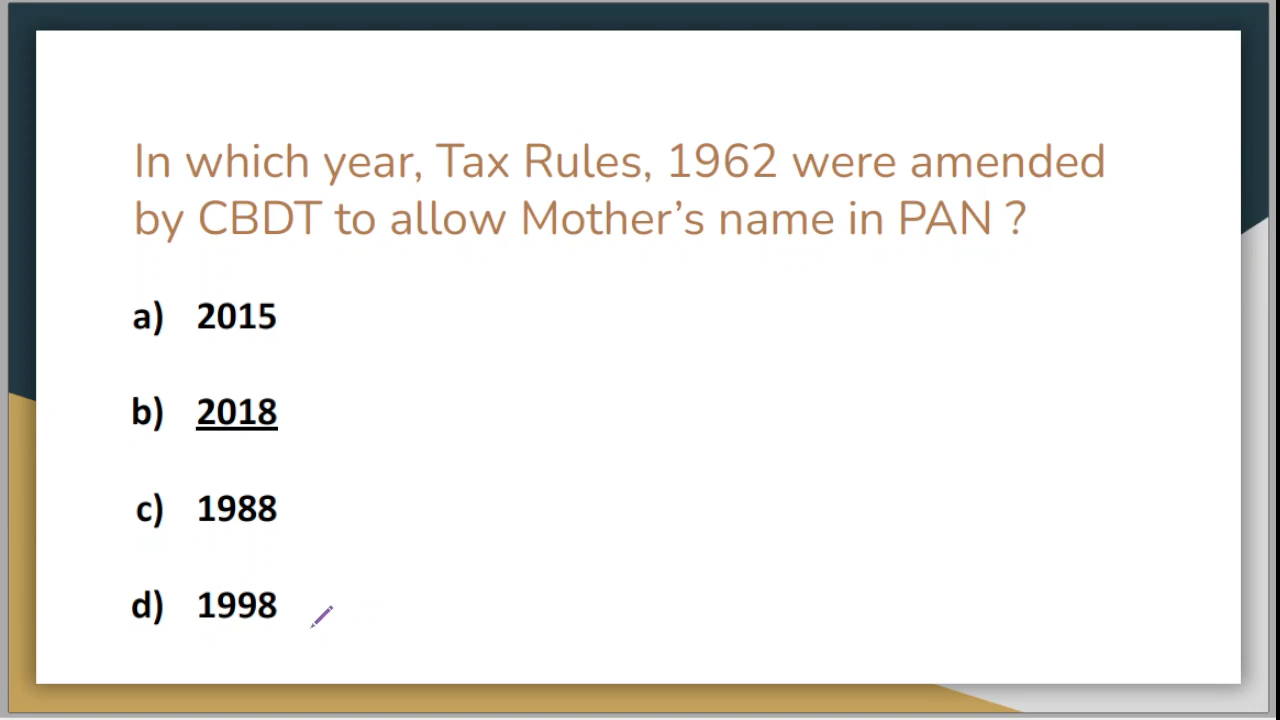 In which year, Tax Rules, 1962 were amended
by CBDT to allow Mother’s name in PAN ?
a) 2015
b) 2018
c) 1988
d) 1998